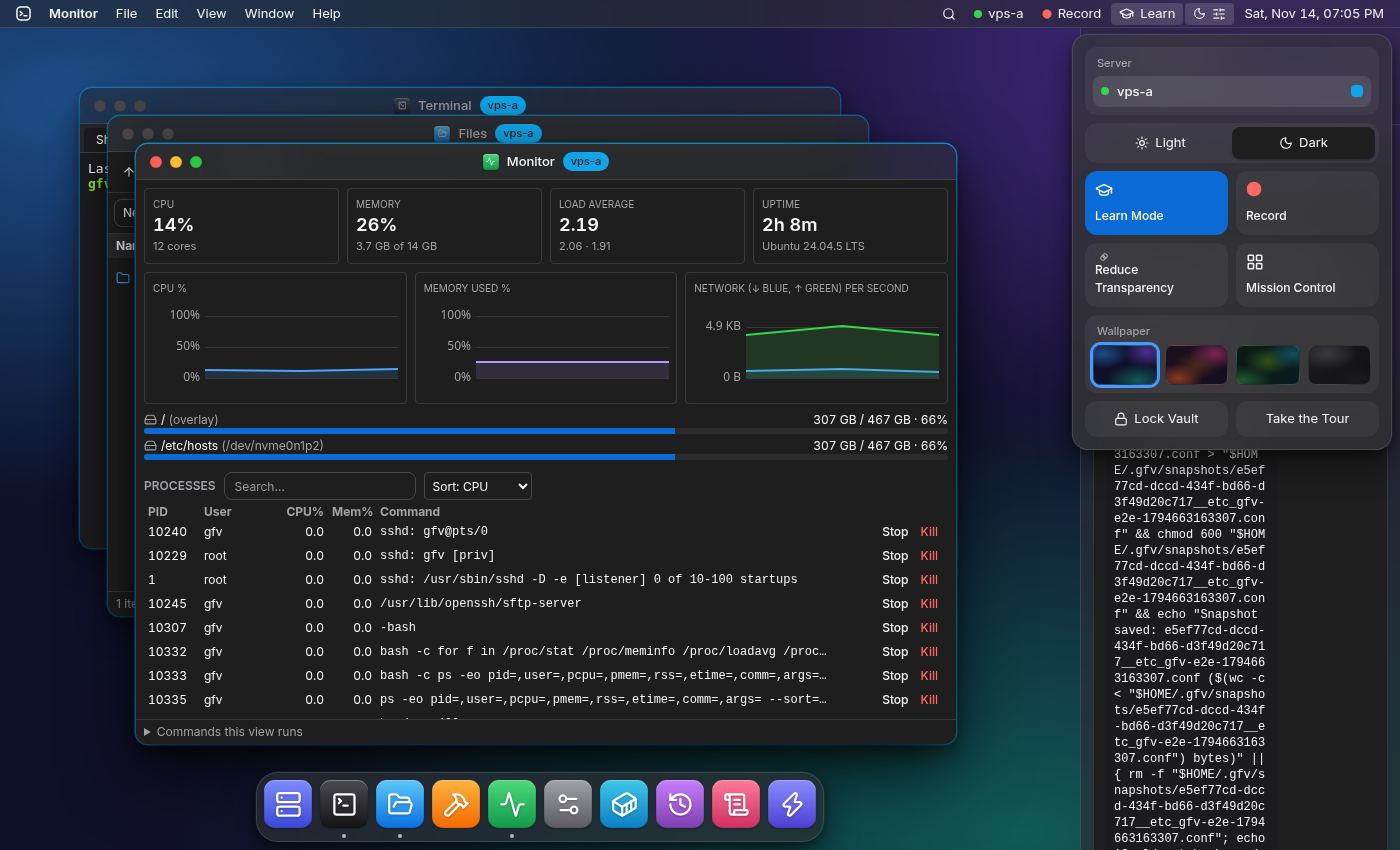 Monitor File Edit View Window Help
vps-a Record Learn Sat, Nov 14, 07:05 PM
Terminal vps-a
Files vps-a
Monitor vps-a
CPU
14%
12 cores
MEMORY
26%
3.7 GB of 14 GB
LOAD AVERAGE
2.19
2.06 · 1.91
UPTIME
2h 8m
Ubuntu 24.04.5 LTS
CPU %
100%
50%
0%
MEMORY USED %
100%
50%
0%
NETWORK (↓ BLUE, ↑ GREEN) PER SECOND
4.9 KB
0 B
/ (overlay) 307 GB / 467 GB · 66%
/etc/hosts (/dev/nvme0n1p2) 307 GB / 467 GB · 66%
PROCESSES Search... Sort: CPU
PID User CPU% Mem% Command
10240 gfv 0.0 0.0 sshd: gfv@pts/0 Stop Kill
10229 root 0.0 0.0 sshd: gfv [priv] Stop Kill
1 root 0.0 0.0 sshd: /usr/sbin/sshd -D -e [listener] 0 of 10-100 startups Stop Kill
10245 gfv 0.0 0.0 /usr/lib/openssh/sftp-server Stop Kill
10307 gfv 0.0 0.0 -bash Stop Kill
10332 gfv 0.0 0.0 bash -c for f in /proc/stat /proc/meminfo /proc/loadavg /proc… Stop Kill
10333 gfv 0.0 0.0 bash -c ps -eo pid=,user=,pcpu=,pmem=,rss=,etime=,comm=,args=… Stop Kill
10335 gfv 0.0 0.0 ps -eo pid=,user=,pcpu=,pmem=,rss=,etime=,comm=,args= --sort=… Stop Kill
Commands this view runs
Server
vps-a
Light Dark
Learn Mode
Record
Reduce
Transparency
Mission Control
Wallpaper
Lock Vault Take the Tour
3163307.conf > "$HOM
E/.gfv/snapshots/e5ef
77cd-dccd-434f-bd66-d
3f49d20c717__etc_gfv-
e2e-1794663163307.con
f" && chmod 600 "$HOM
E/.gfv/snapshots/e5ef
77cd-dccd-434f-bd66-d
3f49d20c717__etc_gfv-
e2e-1794663163307.con
f" && echo "Snapshot
saved: e5ef77cd-dccd-
434f-bd66-d3f49d20c71
7__etc_gfv-e2e-179466
3163307.conf ($(wc -c
< "$HOME/.gfv/snapsho
ts/e5ef77cd-dccd-434f
-bd66-d3f49d20c717__e
tc_gfv-e2e-1794663163
307.conf") bytes)" ||
{ rm -f "$HOME/.gfv/s
napshots/e5ef77cd-dcc
d-434f-bd66-d3f49d20c
717__etc_gfv-e2e-1794
663163307.conf"; echo